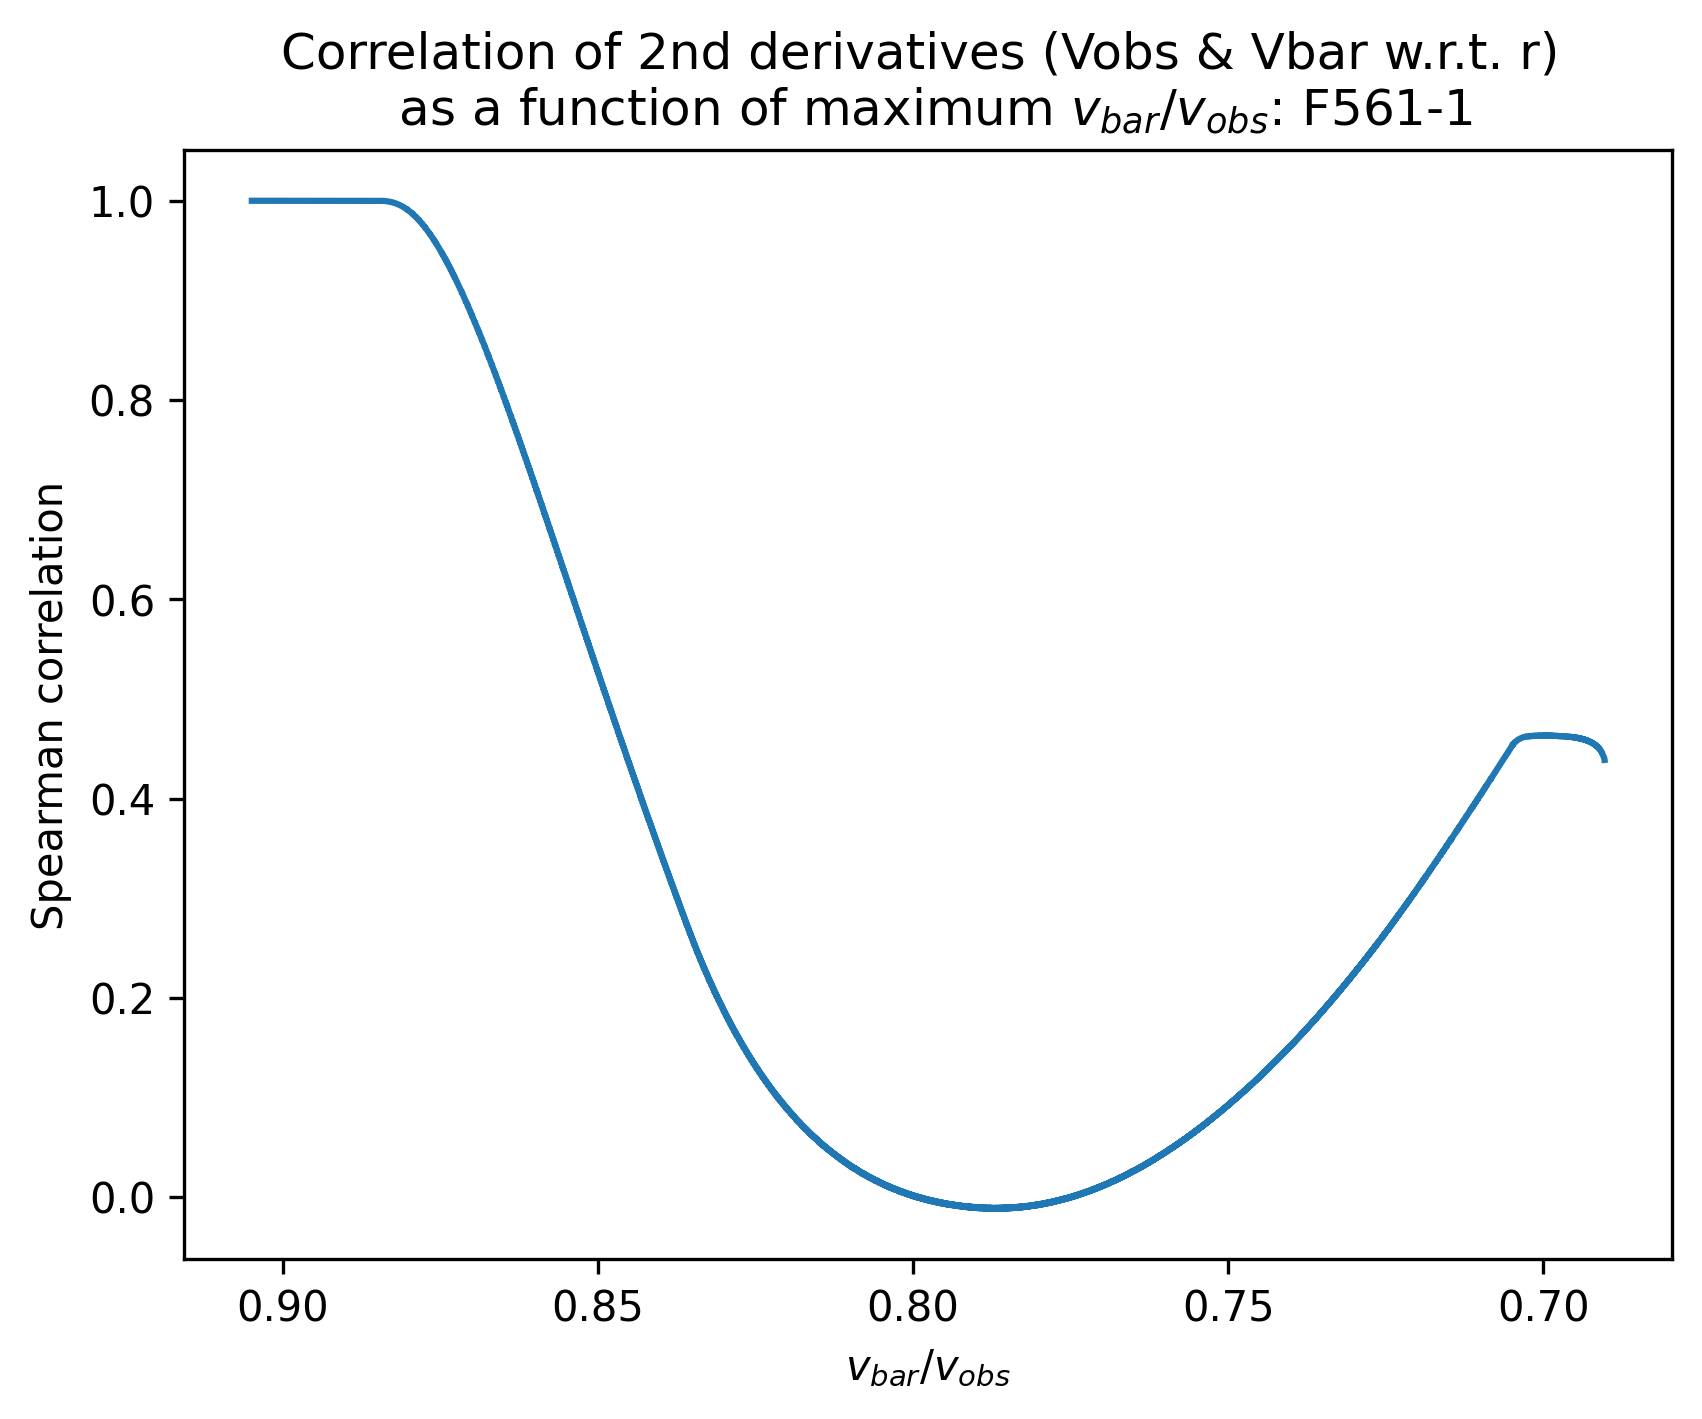 Correlation of 2nd derivatives (Vobs & Vbar w.r.t. r)
as a function of maximum v_bar/v_obs: F561-1
1.0
0.8
0.6
0.4
0.2
0.0
Spearman correlation
0.90 0.85 0.80 0.75 0.70
v_bar/v_obs